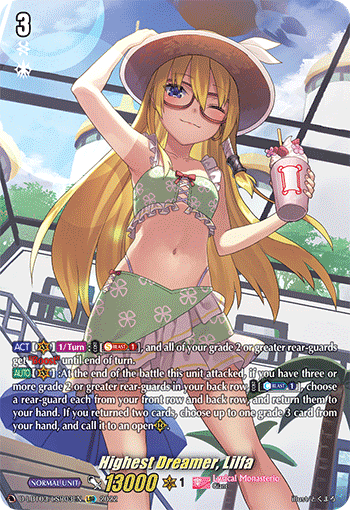 3
ACT 1/Turn : BLAST 1, and all of your grade 2 or greater rear-guards
get "Boost" until end of turn.
AUTO :At the end of the battle this unit attacked, if you have three or
more grade 2 or greater rear-guards in your back row, BLAST 1, choose
a rear-guard each from your front row and back row, and return them to
your hand. If you returned two cards, choose up to one grade 3 card from
your hand, and call it to an open R.
Highest Dreamer, Lilfa
NORMAL UNIT
13000
1
Lyrical Monasterio
Giant
2022
illust